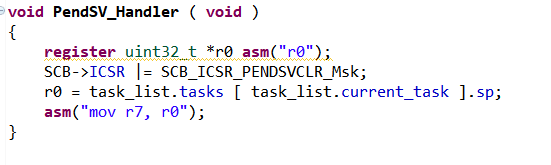 void PendSV_Handler ( void )
{
register uint32_t *r0 asm("r0");
SCB->ICSR |= SCB_ICSR_PENDSVCLR_Msk;
r0 = task_list.tasks [ task_list.current_task ].sp;
asm("mov r7, r0");
}